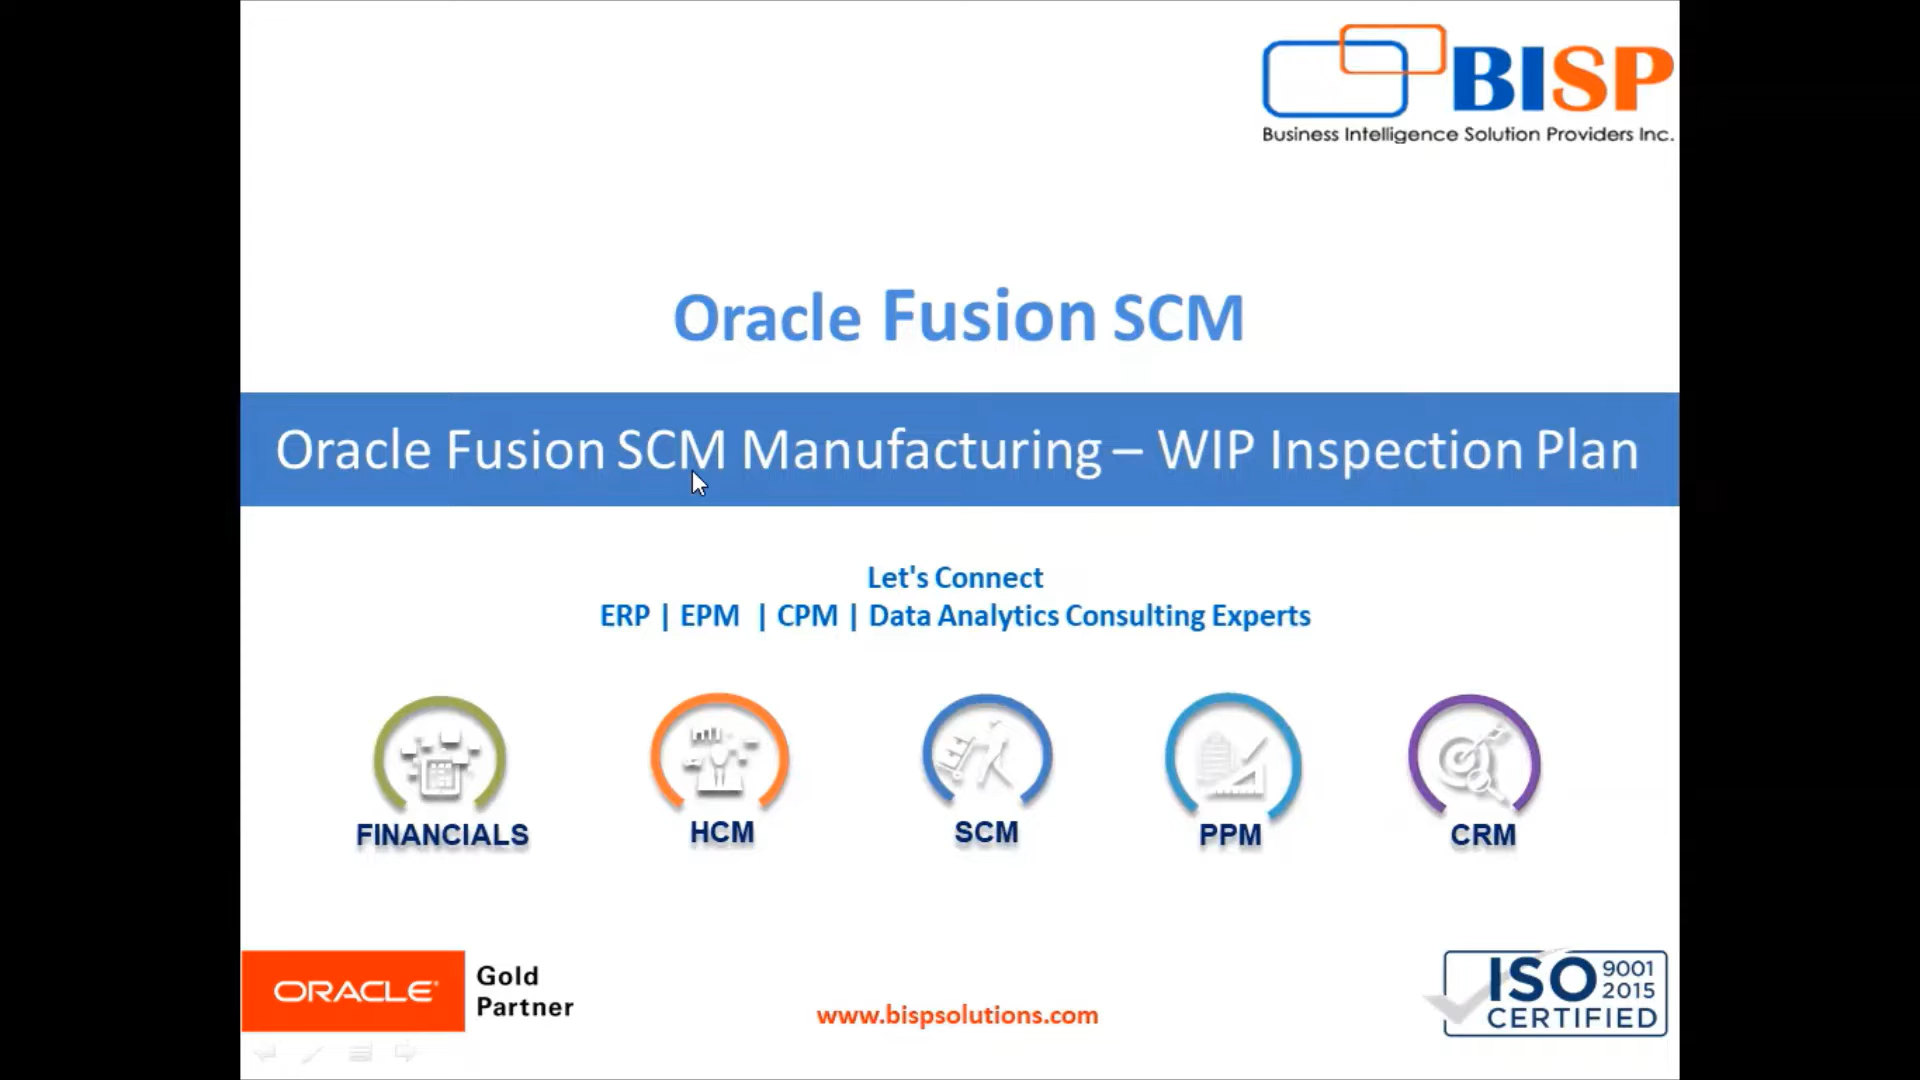 BISP
Business Intelligence Solution Providers Inc.
Oracle Fusion SCM
Oracle Fusion SCM Manufacturing – WIP Inspection Plan
Let's Connect
ERP | EPM | CPM | Data Analytics Consulting Experts
FINANCIALS
HCM
SCM
PPM
CRM
ORACLE®
Gold
Partner
www.bispsolutions.com
ISO 9001
2015
CERTIFIED